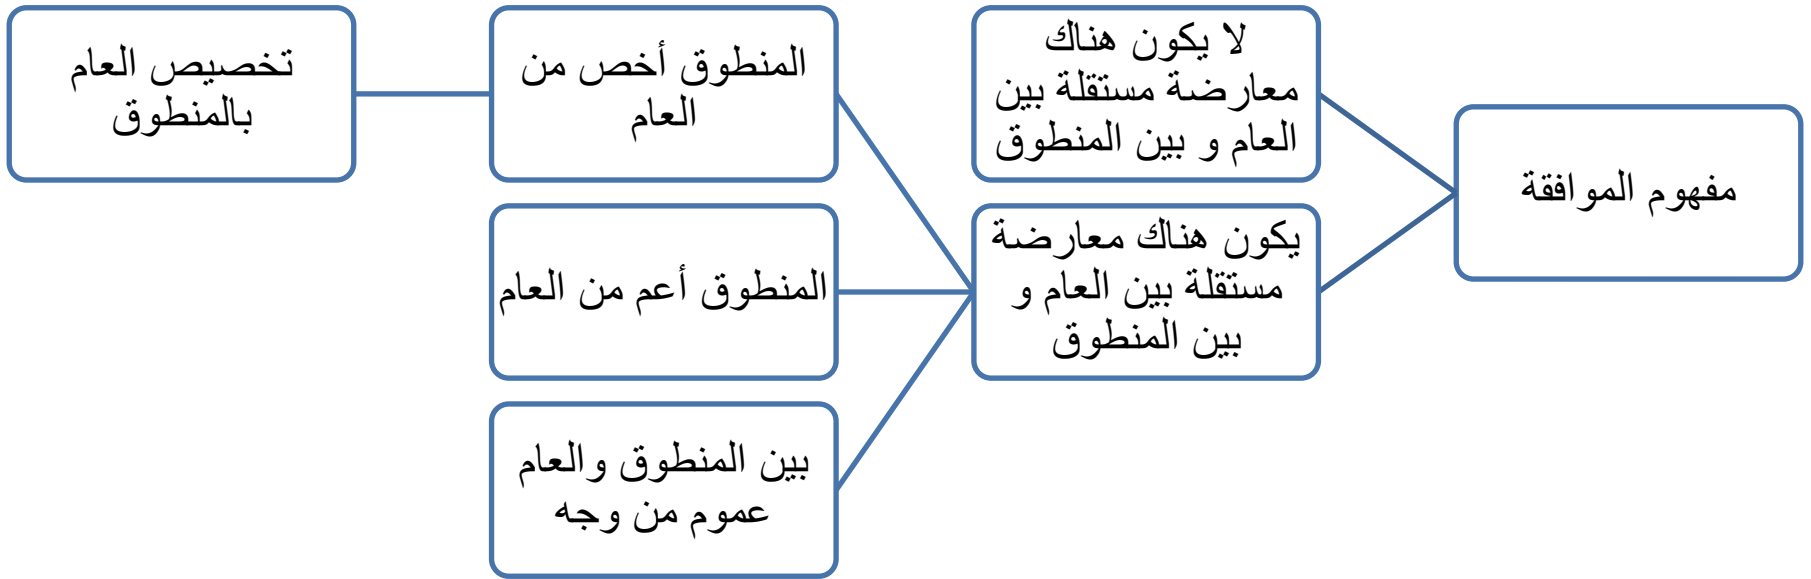 مفهوم الموافقة
لا يكون هناك
معارضة مستقلة بين
العام و بين المنطوق
يكون هناك معارضة
مستقلة بين العام و
بين المنطوق
المنطوق أخص من
العام
المنطوق أعم من العام
بين المنطوق والعام
عموم من وجه
تخصيص العام
بالمنطوق